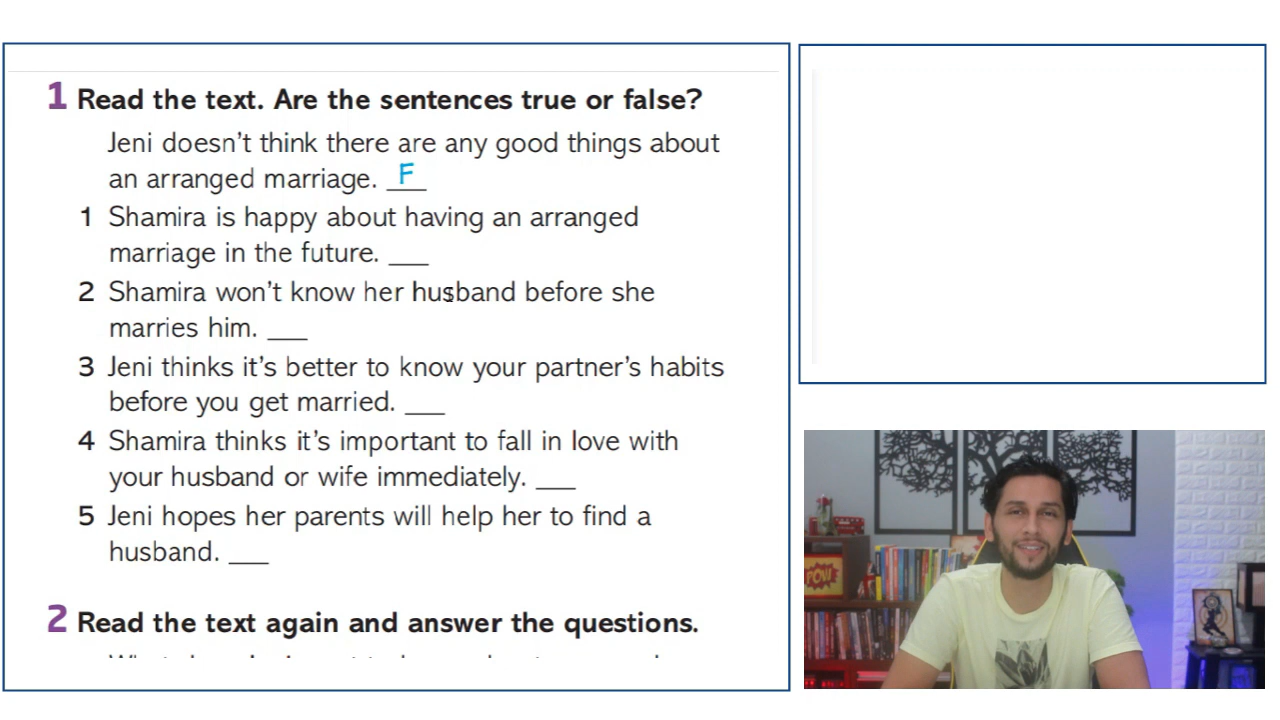 1 Read the text. Are the sentences true or false?
Jeni doesn't think there are any good things about
an arranged marriage. F
1 Shamira is happy about having an arranged
marriage in the future. ___
2 Shamira won't know her husband before she
marries him. ___
3 Jeni thinks it's better to know your partner's habits
before you get married. ___
4 Shamira thinks it's important to fall in love with
your husband or wife immediately. ___
5 Jeni hopes her parents will help her to find a
husband. ___
2 Read the text again and answer the questions.
POW